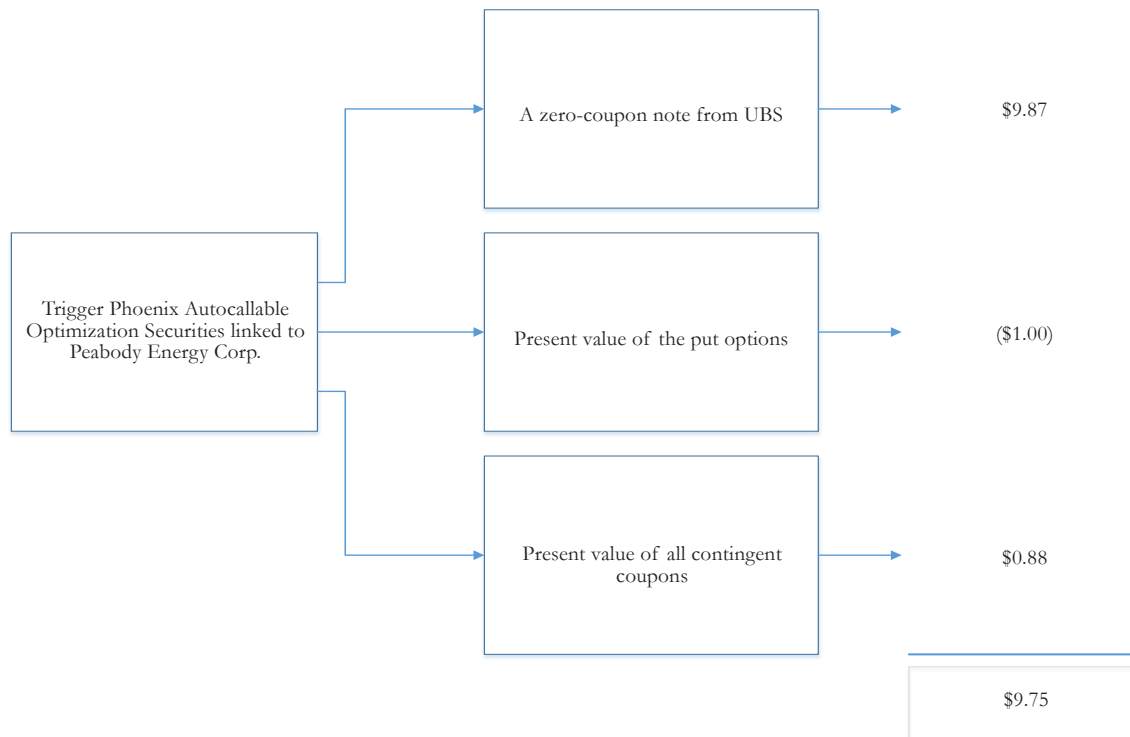 A zero-coupon note from UBS
$9.87
Trigger Phoenix Autocallable
Optimization Securities linked to
Peabody Energy Corp.
Present value of the put options
($1.00)
Present value of all contingent
coupons
$0.88
$9.75